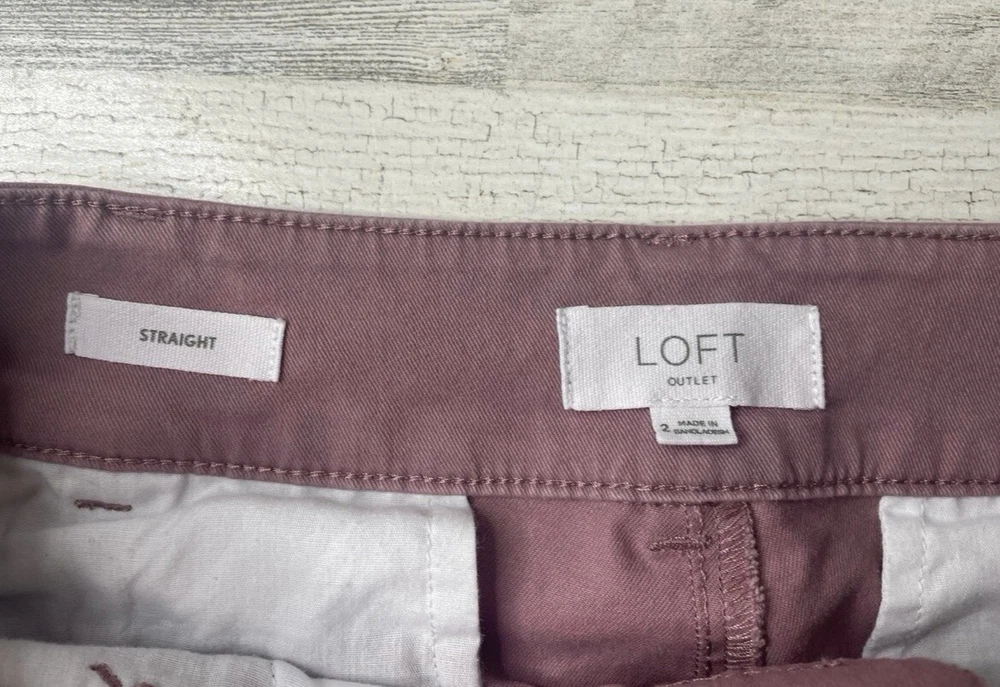 STRAIGHT
LOFT
OUTLET
2 MADE IN
BANGLADESH